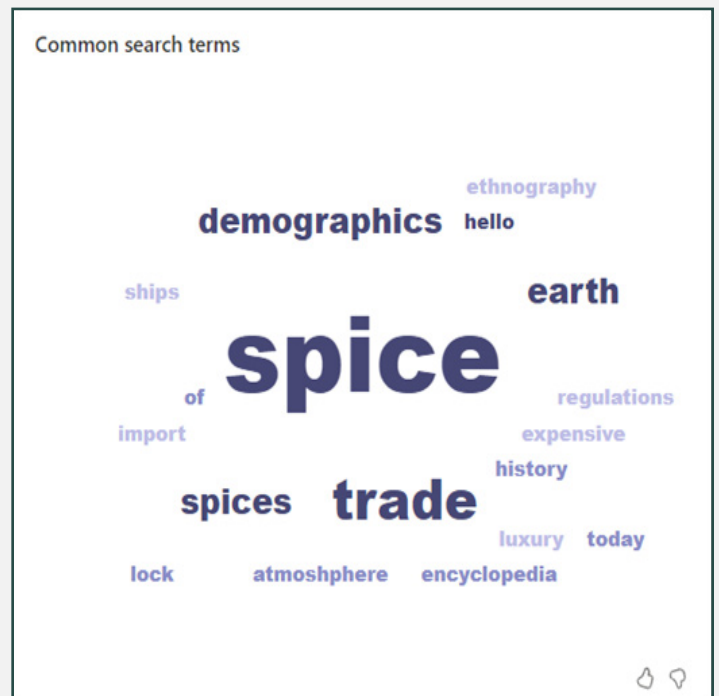 Common search terms
ethnography
demographics hello
ships earth
spice
of regulations
import expensive
history
spices trade
luxury today
lock atmoshphere encyclopedia